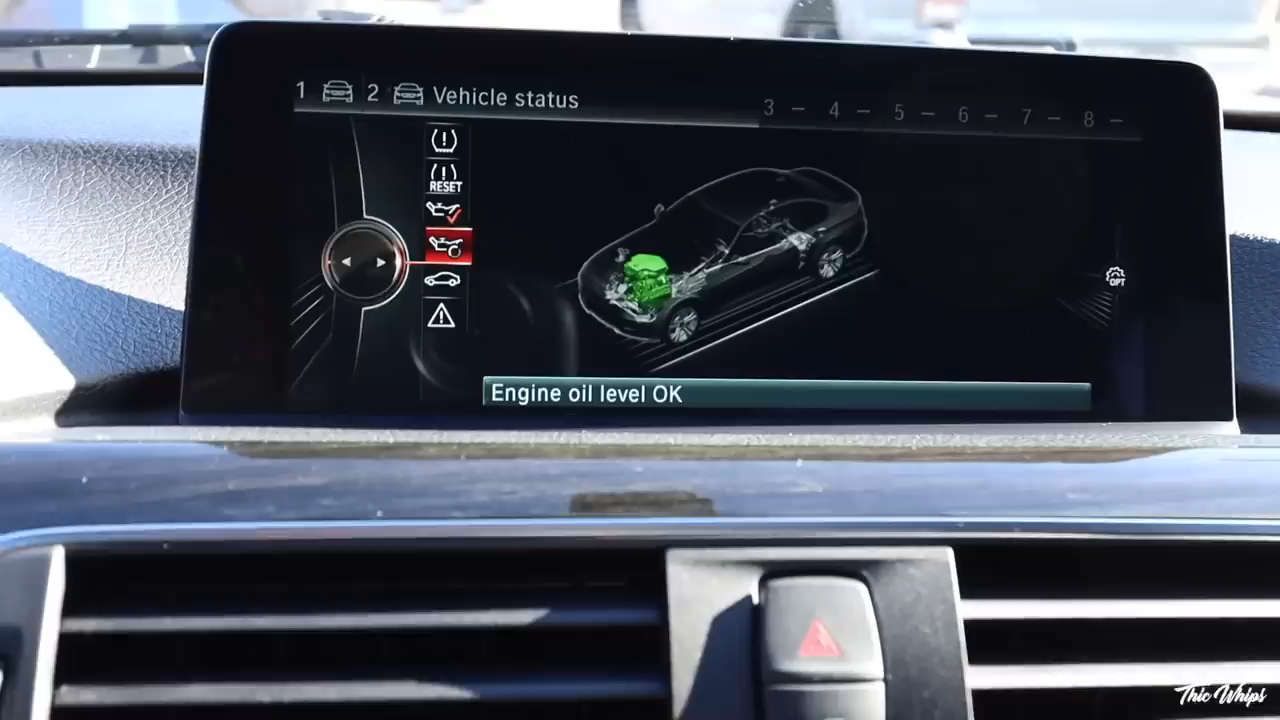 1 2 Vehicle status 3 – 4 – 5 – 6 – 7 – 8 –
RESET
OPT
Engine oil level OK
Thic Whips